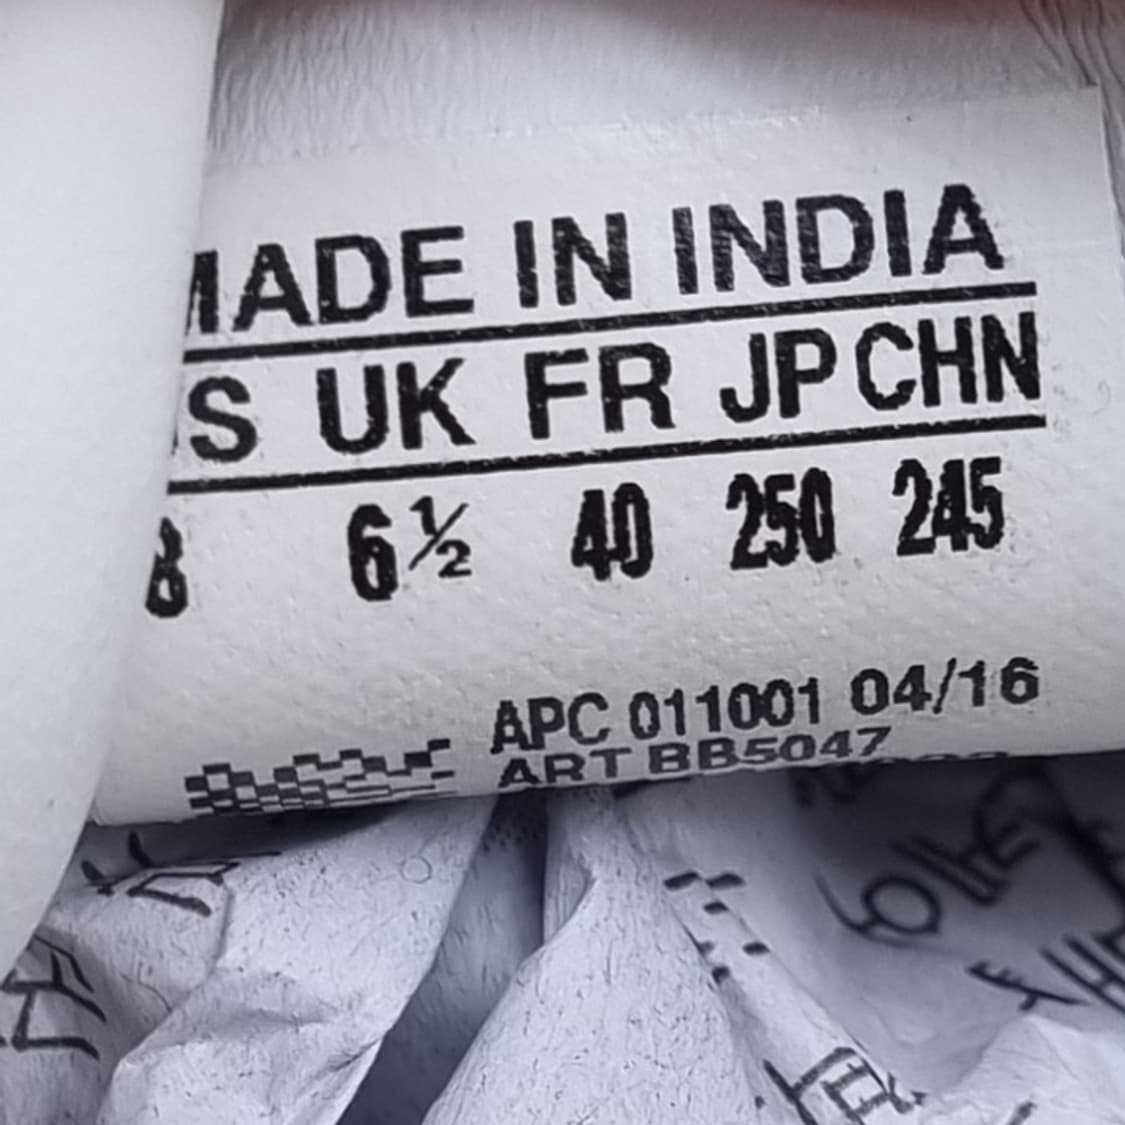 MADE IN INDIA
S UK FR JP CHN
8 6½ 40 250 245
APC 011001 04/16
ART BB5047